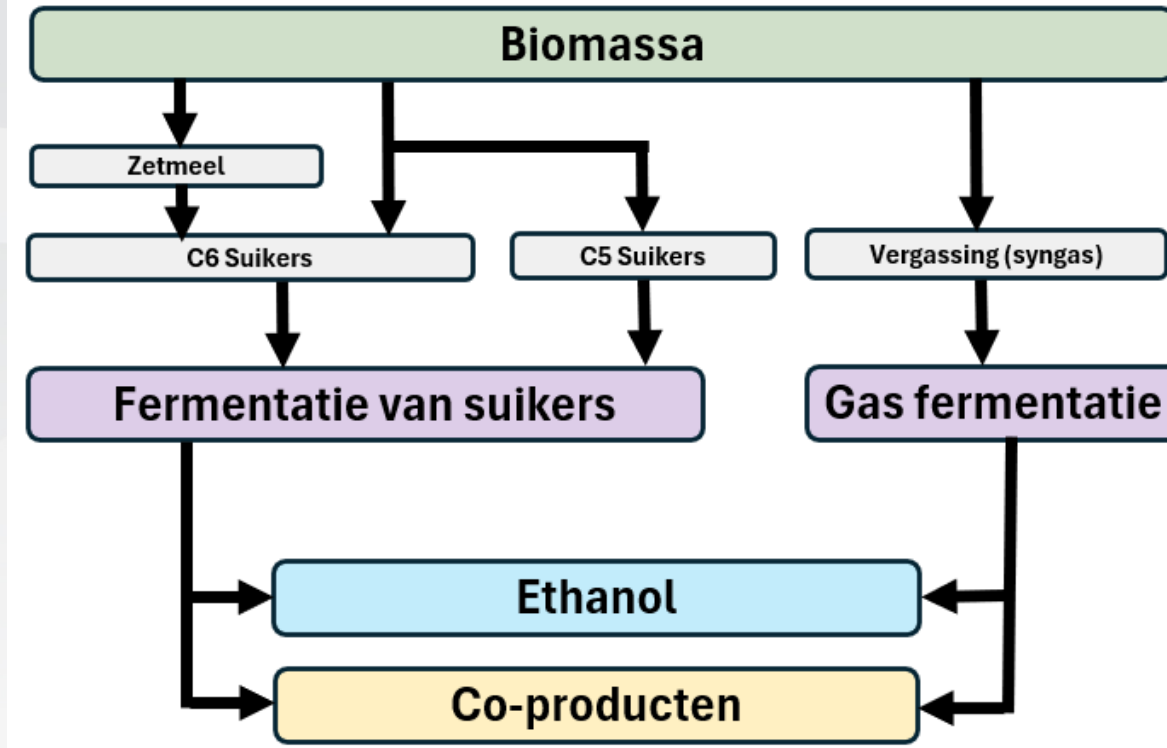 Biomassa
Zetmeel
C6 Suikers
C5 Suikers
Vergassing (syngas)
Fermentatie van suikers
Gas fermentatie
Ethanol
Co-producten